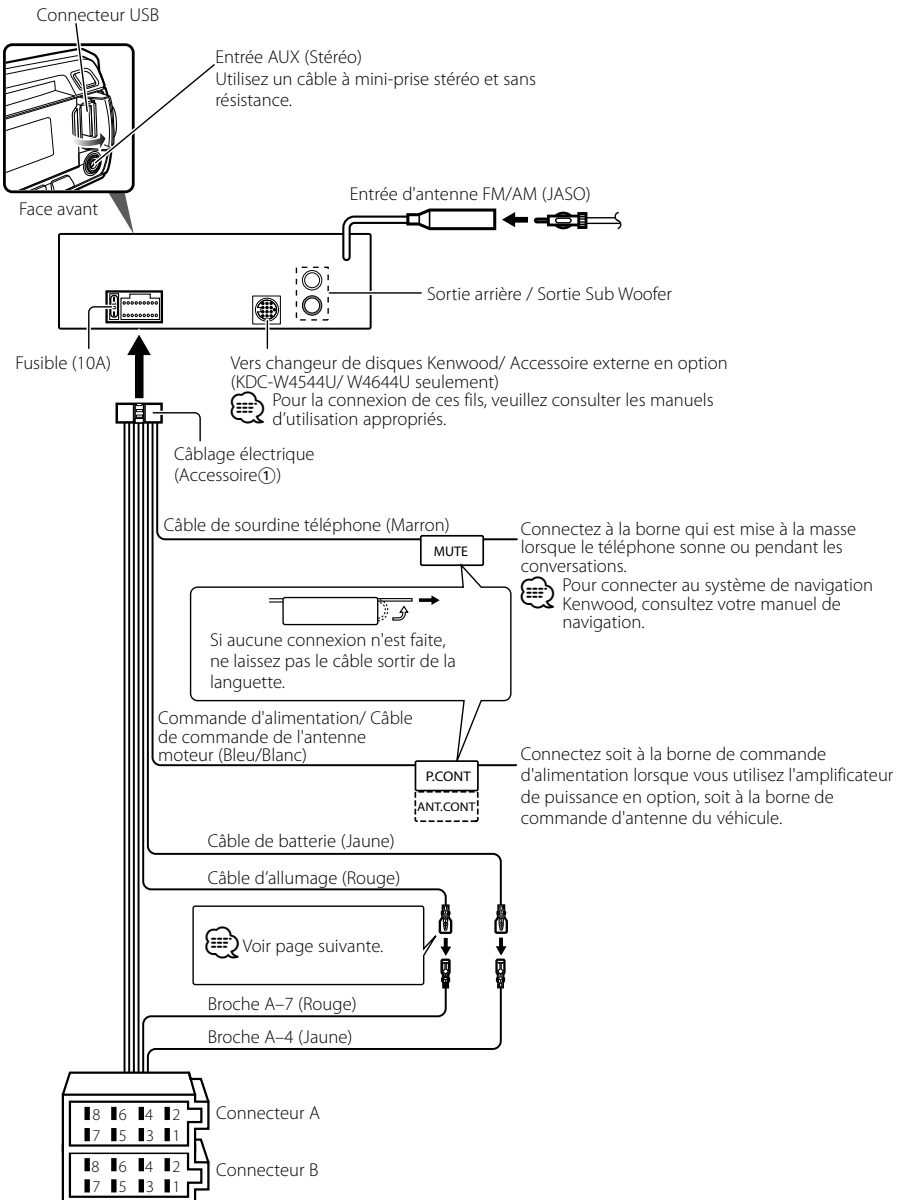 Connecteur USB
Entrée AUX (Stéréo)
Utilisez un câble à mini-prise stéréo et sans
résistance.
Face avant
Entrée d'antenne FM/AM (JASO)
Sortie arrière / Sortie Sub Woofer
Fusible (10A)
Vers changeur de disques Kenwood/ Accessoire externe en option
(KDC-W4544U/ W4644U seulement)
Pour la connexion de ces fils, veuillez consulter les manuels
d’utilisation appropriés.
Câblage électrique
(Accessoire①)
Câble de sourdine téléphone (Marron)
MUTE
Connectez à la borne qui est mise à la masse
lorsque le téléphone sonne ou pendant les
conversations.
Pour connecter au système de navigation
Kenwood, consultez votre manuel de
navigation.
Si aucune connexion n'est faite,
ne laissez pas le câble sortir de la
languette.
Commande d'alimentation/ Câble
de commande de l'antenne
moteur (Bleu/Blanc)
P.CONT
ANT.CONT
Connectez soit à la borne de commande
d'alimentation lorsque vous utilisez l'amplificateur
de puissance en option, soit à la borne de
commande d'antenne du véhicule.
Câble de batterie (Jaune)
Câble d’allumage (Rouge)
Voir page suivante.
Broche A–7 (Rouge)
Broche A–4 (Jaune)
8 6 4 2
7 5 3 1
Connecteur A
8 6 4 2
7 5 3 1
Connecteur B